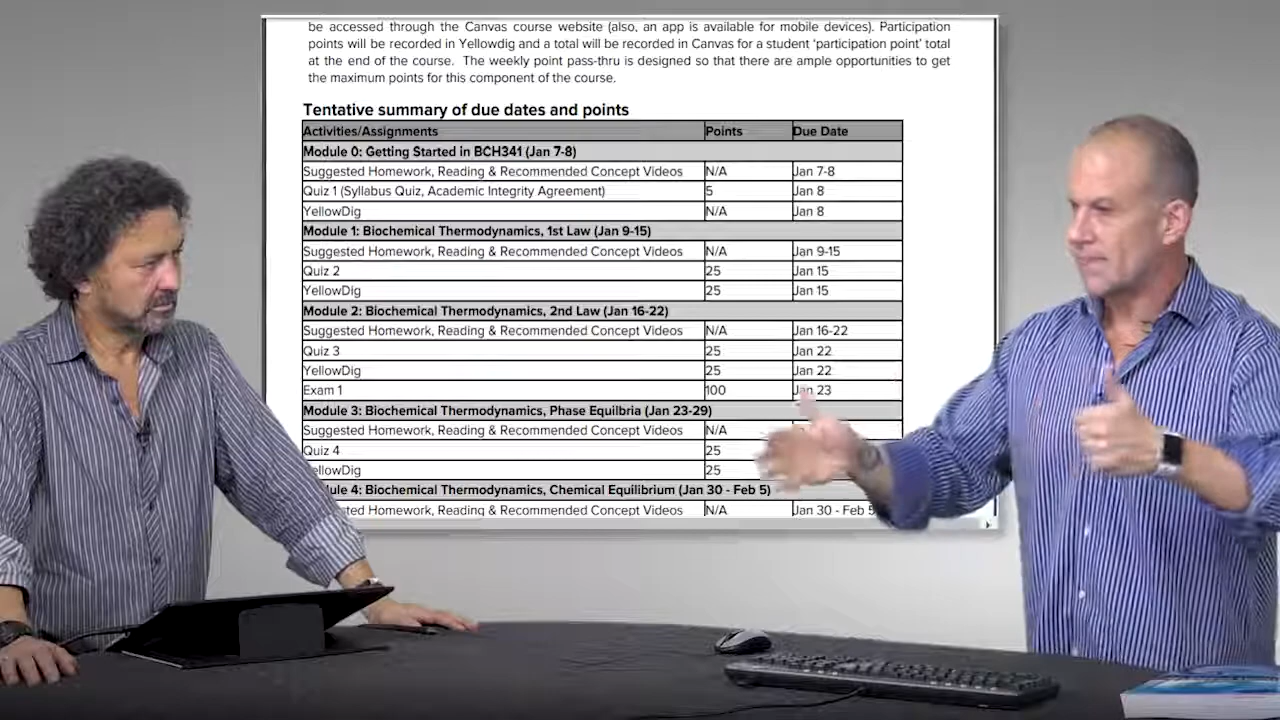 be accessed through the Canvas course website (also, an app is available for mobile devices). Participation
points will be recorded in Yellowdig and a total will be recorded in Canvas for a student 'participation point' total
at the end of the course. The weekly point pass-thru is designed so that there are ample opportunities to get
the maximum points for this component of the course.
Tentative summary of due dates and points
Activities/Assignments Points Due Date
Module 0: Getting Started in BCH341 (Jan 7-8)
Suggested Homework, Reading & Recommended Concept Videos N/A Jan 7-8
Quiz 1 (Syllabus Quiz, Academic Integrity Agreement) 5 Jan 8
YellowDig N/A Jan 8
Module 1: Biochemical Thermodynamics, 1st Law (Jan 9-15)
Suggested Homework, Reading & Recommended Concept Videos N/A Jan 9-15
Quiz 2 25 Jan 15
YellowDig 25 Jan 15
Module 2: Biochemical Thermodynamics, 2nd Law (Jan 16-22)
Suggested Homework, Reading & Recommended Concept Videos N/A Jan 16-22
Quiz 3 25 Jan 22
YellowDig 25 Jan 22
Exam 1 100 Jan 23
Module 3: Biochemical Thermodynamics, Phase Equilbria (Jan 23-29)
Suggested Homework, Reading & Recommended Concept Videos N/A
Quiz 4 25
ellowDig 25
ule 4: Biochemical Thermodynamics, Chemical Equilibrium (Jan 30 - Feb 5)
sted Homework, Reading & Recommended Concept Videos N/A Jan 30 - Feb 5